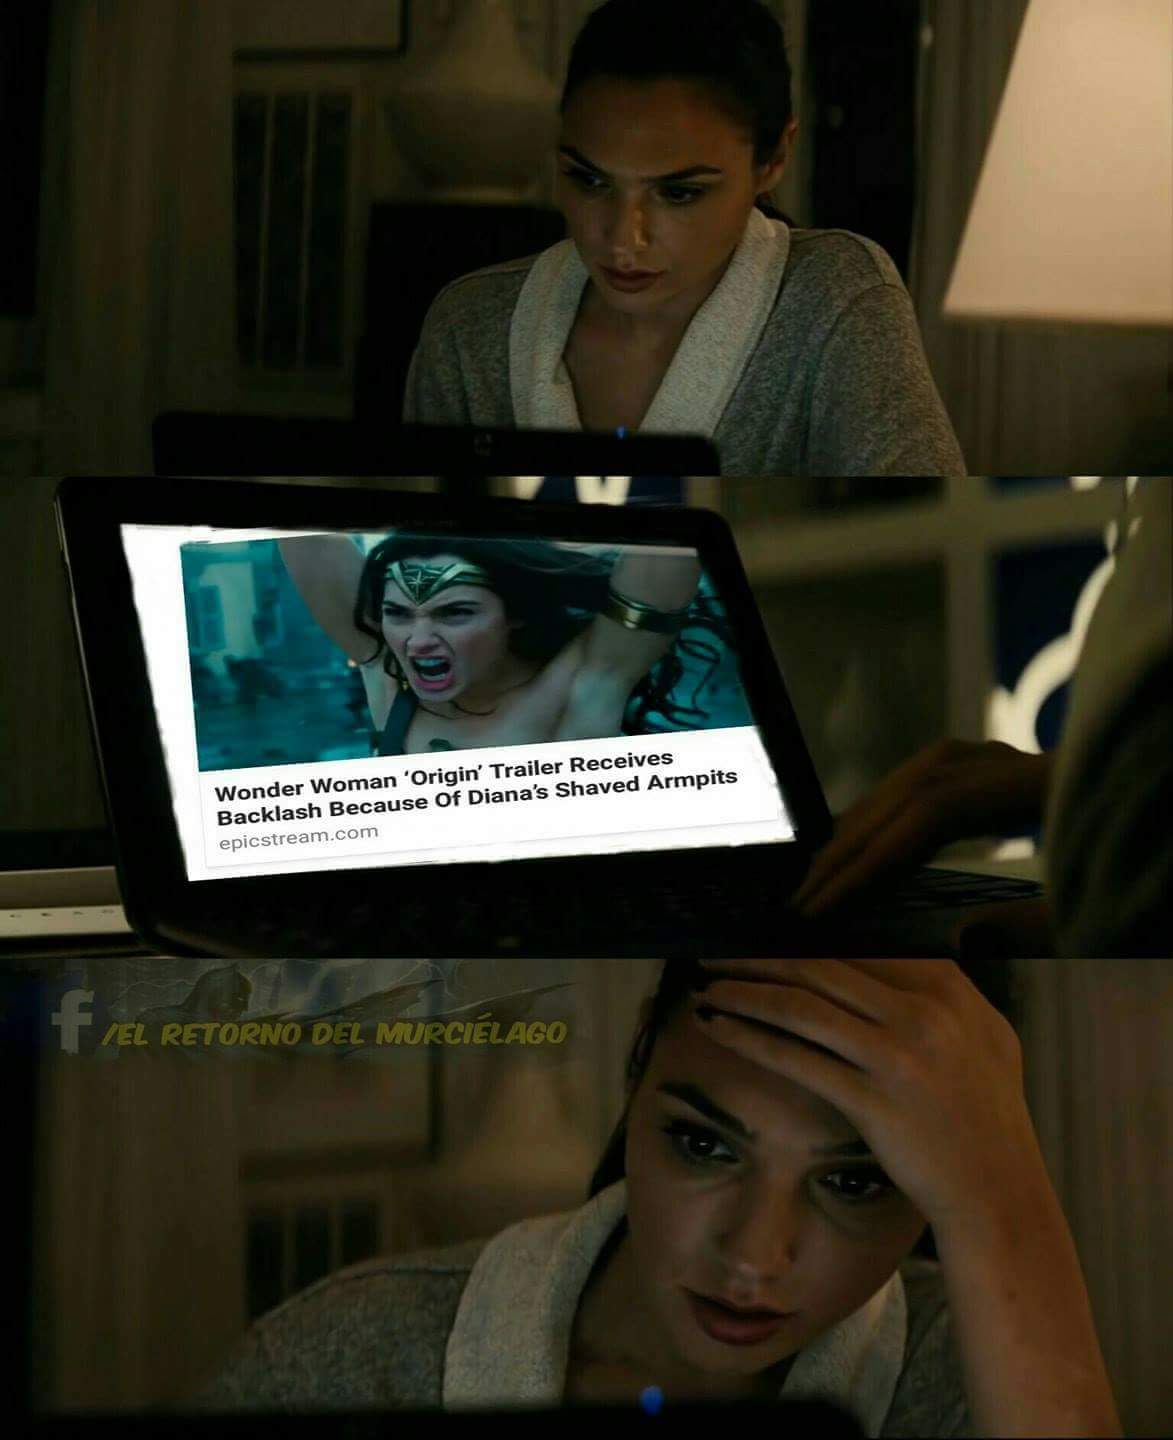 Wonder Woman ‘Origin’ Trailer Receives
Backlash Because Of Diana’s Shaved Armpits
epicstream.com
f /EL RETORNO DEL MURCIÉLAGO